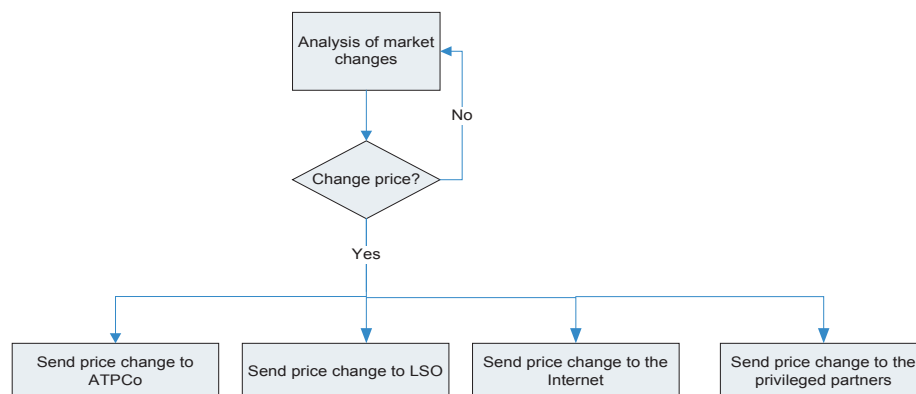 Analysis of market
changes
No
Change price?
Yes
Send price change to
ATPCo
Send price change to LSO
Send price change to the
Internet
Send price change to the
privileged partners